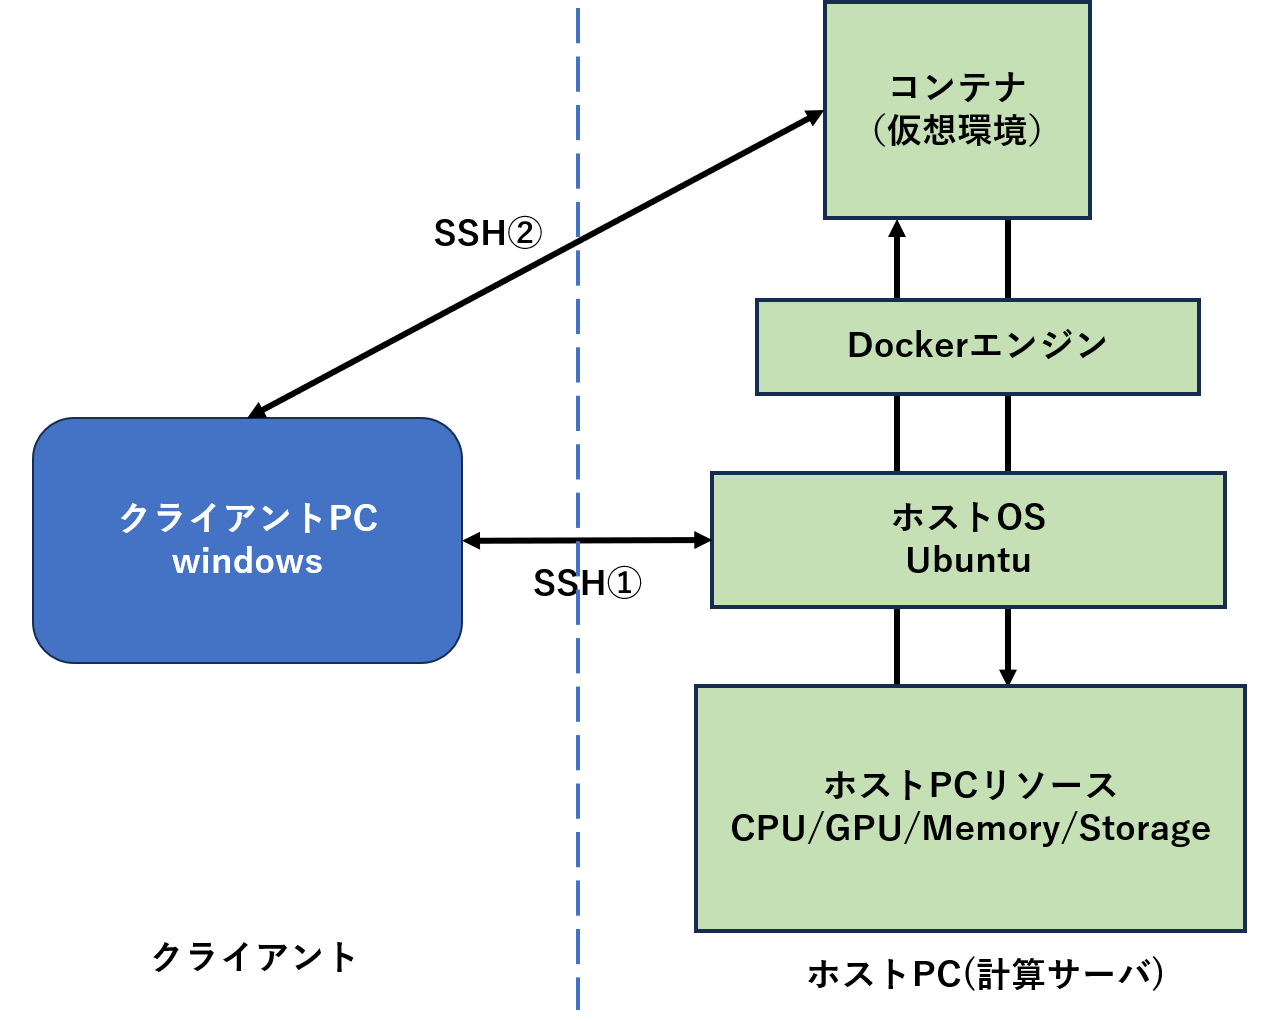 コンテナ
（仮想環境）
SSH②
Dockerエンジン
クライアントPC
windows
ホストOS
Ubuntu
SSH①
ホストPCリソース
CPU/GPU/Memory/Storage
クライアント
ホストPC(計算サーバ)